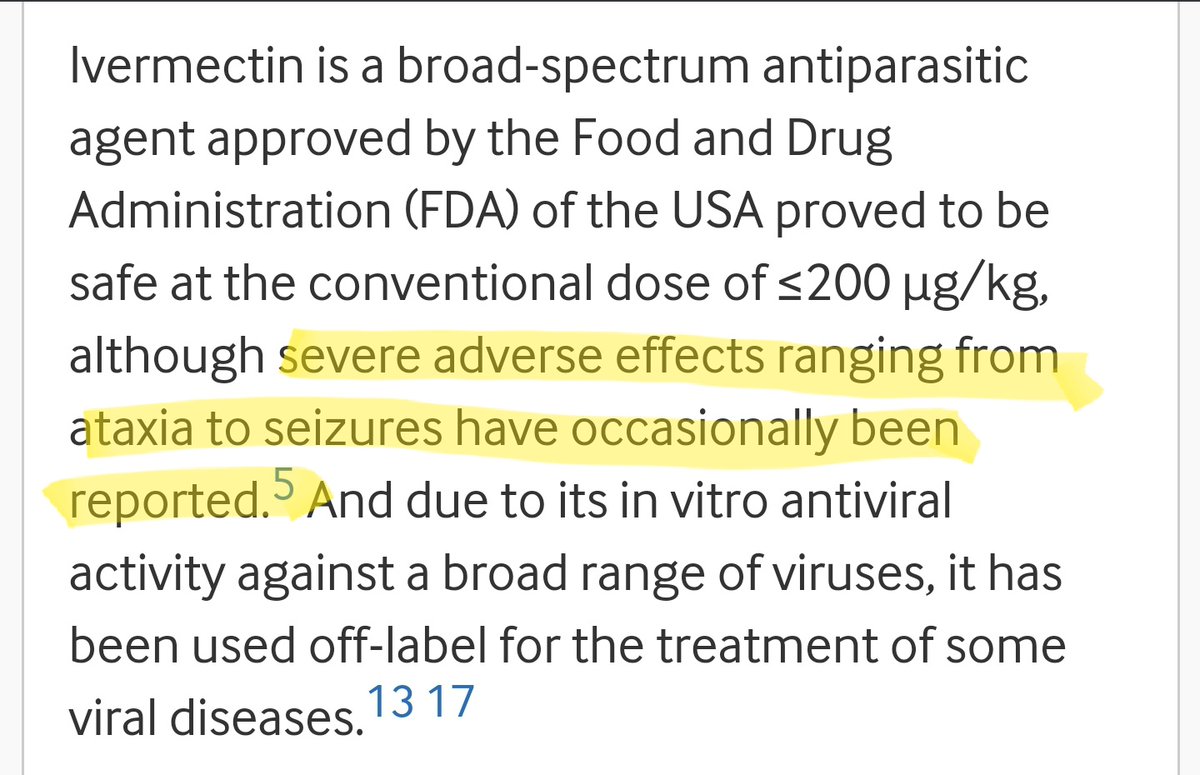 Ivermectin is a broad-spectrum antiparasitic
agent approved by the Food and Drug
Administration (FDA) of the USA proved to be
safe at the conventional dose of ≤200 µg/kg,
although severe adverse effects ranging from
ataxia to seizures have occasionally been
reported.5 And due to its in vitro antiviral
activity against a broad range of viruses, it has
been used off-label for the treatment of some
viral diseases.13 17